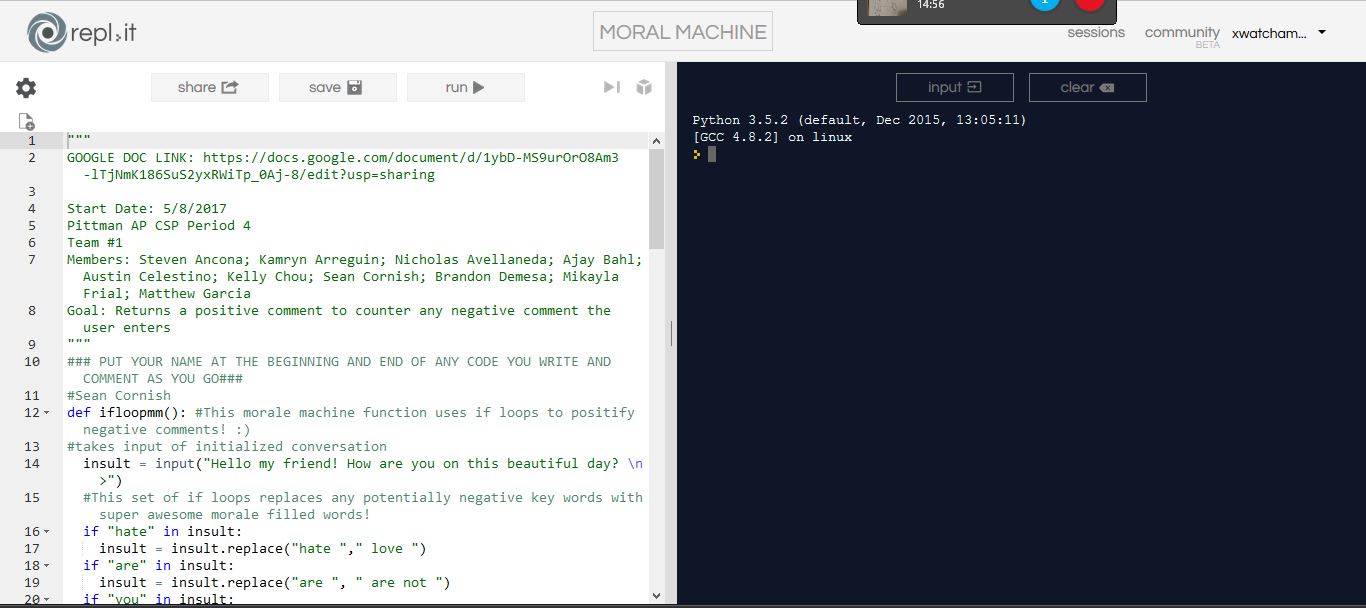 14:56
repl.it
MORAL MACHINE
sessions
community
BETA
xwatcham...
share
save
run
input
clear
1 """
2 GOOGLE DOC LINK: https://docs.google.com/document/d/1ybD-MS9urOrO8Am3
-lTjNmK186SuS2yxRWiTp_0Aj-8/edit?usp=sharing
3
4 Start Date: 5/8/2017
5 Pittman AP CSP Period 4
6 Team #1
7 Members: Steven Ancona; Kamryn Arreguin; Nicholas Avellaneda; Ajay Bahl;
Austin Celestino; Kelly Chou; Sean Cornish; Brandon Demesa; Mikayla
Frial; Matthew Garcia
8 Goal: Returns a positive comment to counter any negative comment the
user enters
9 """
10 ### PUT YOUR NAME AT THE BEGINNING AND END OF ANY CODE YOU WRITE AND
COMMENT AS YOU GO###
11 #Sean Cornish
12 def ifloopmm(): #This morale machine function uses if loops to positify
negative comments! :)
13 #takes input of initialized conversation
14 insult = input("Hello my friend! How are you on this beautiful day? \n
>")
15 #This set of if loops replaces any potentially negative key words with
super awesome morale filled words!
16 if "hate" in insult:
17 insult = insult.replace("hate "," love ")
18 if "are" in insult:
19 insult = insult.replace("are ", " are not ")
20 if "you" in insult:
Python 3.5.2 (default, Dec 2015, 13:05:11)
[GCC 4.8.2] on linux